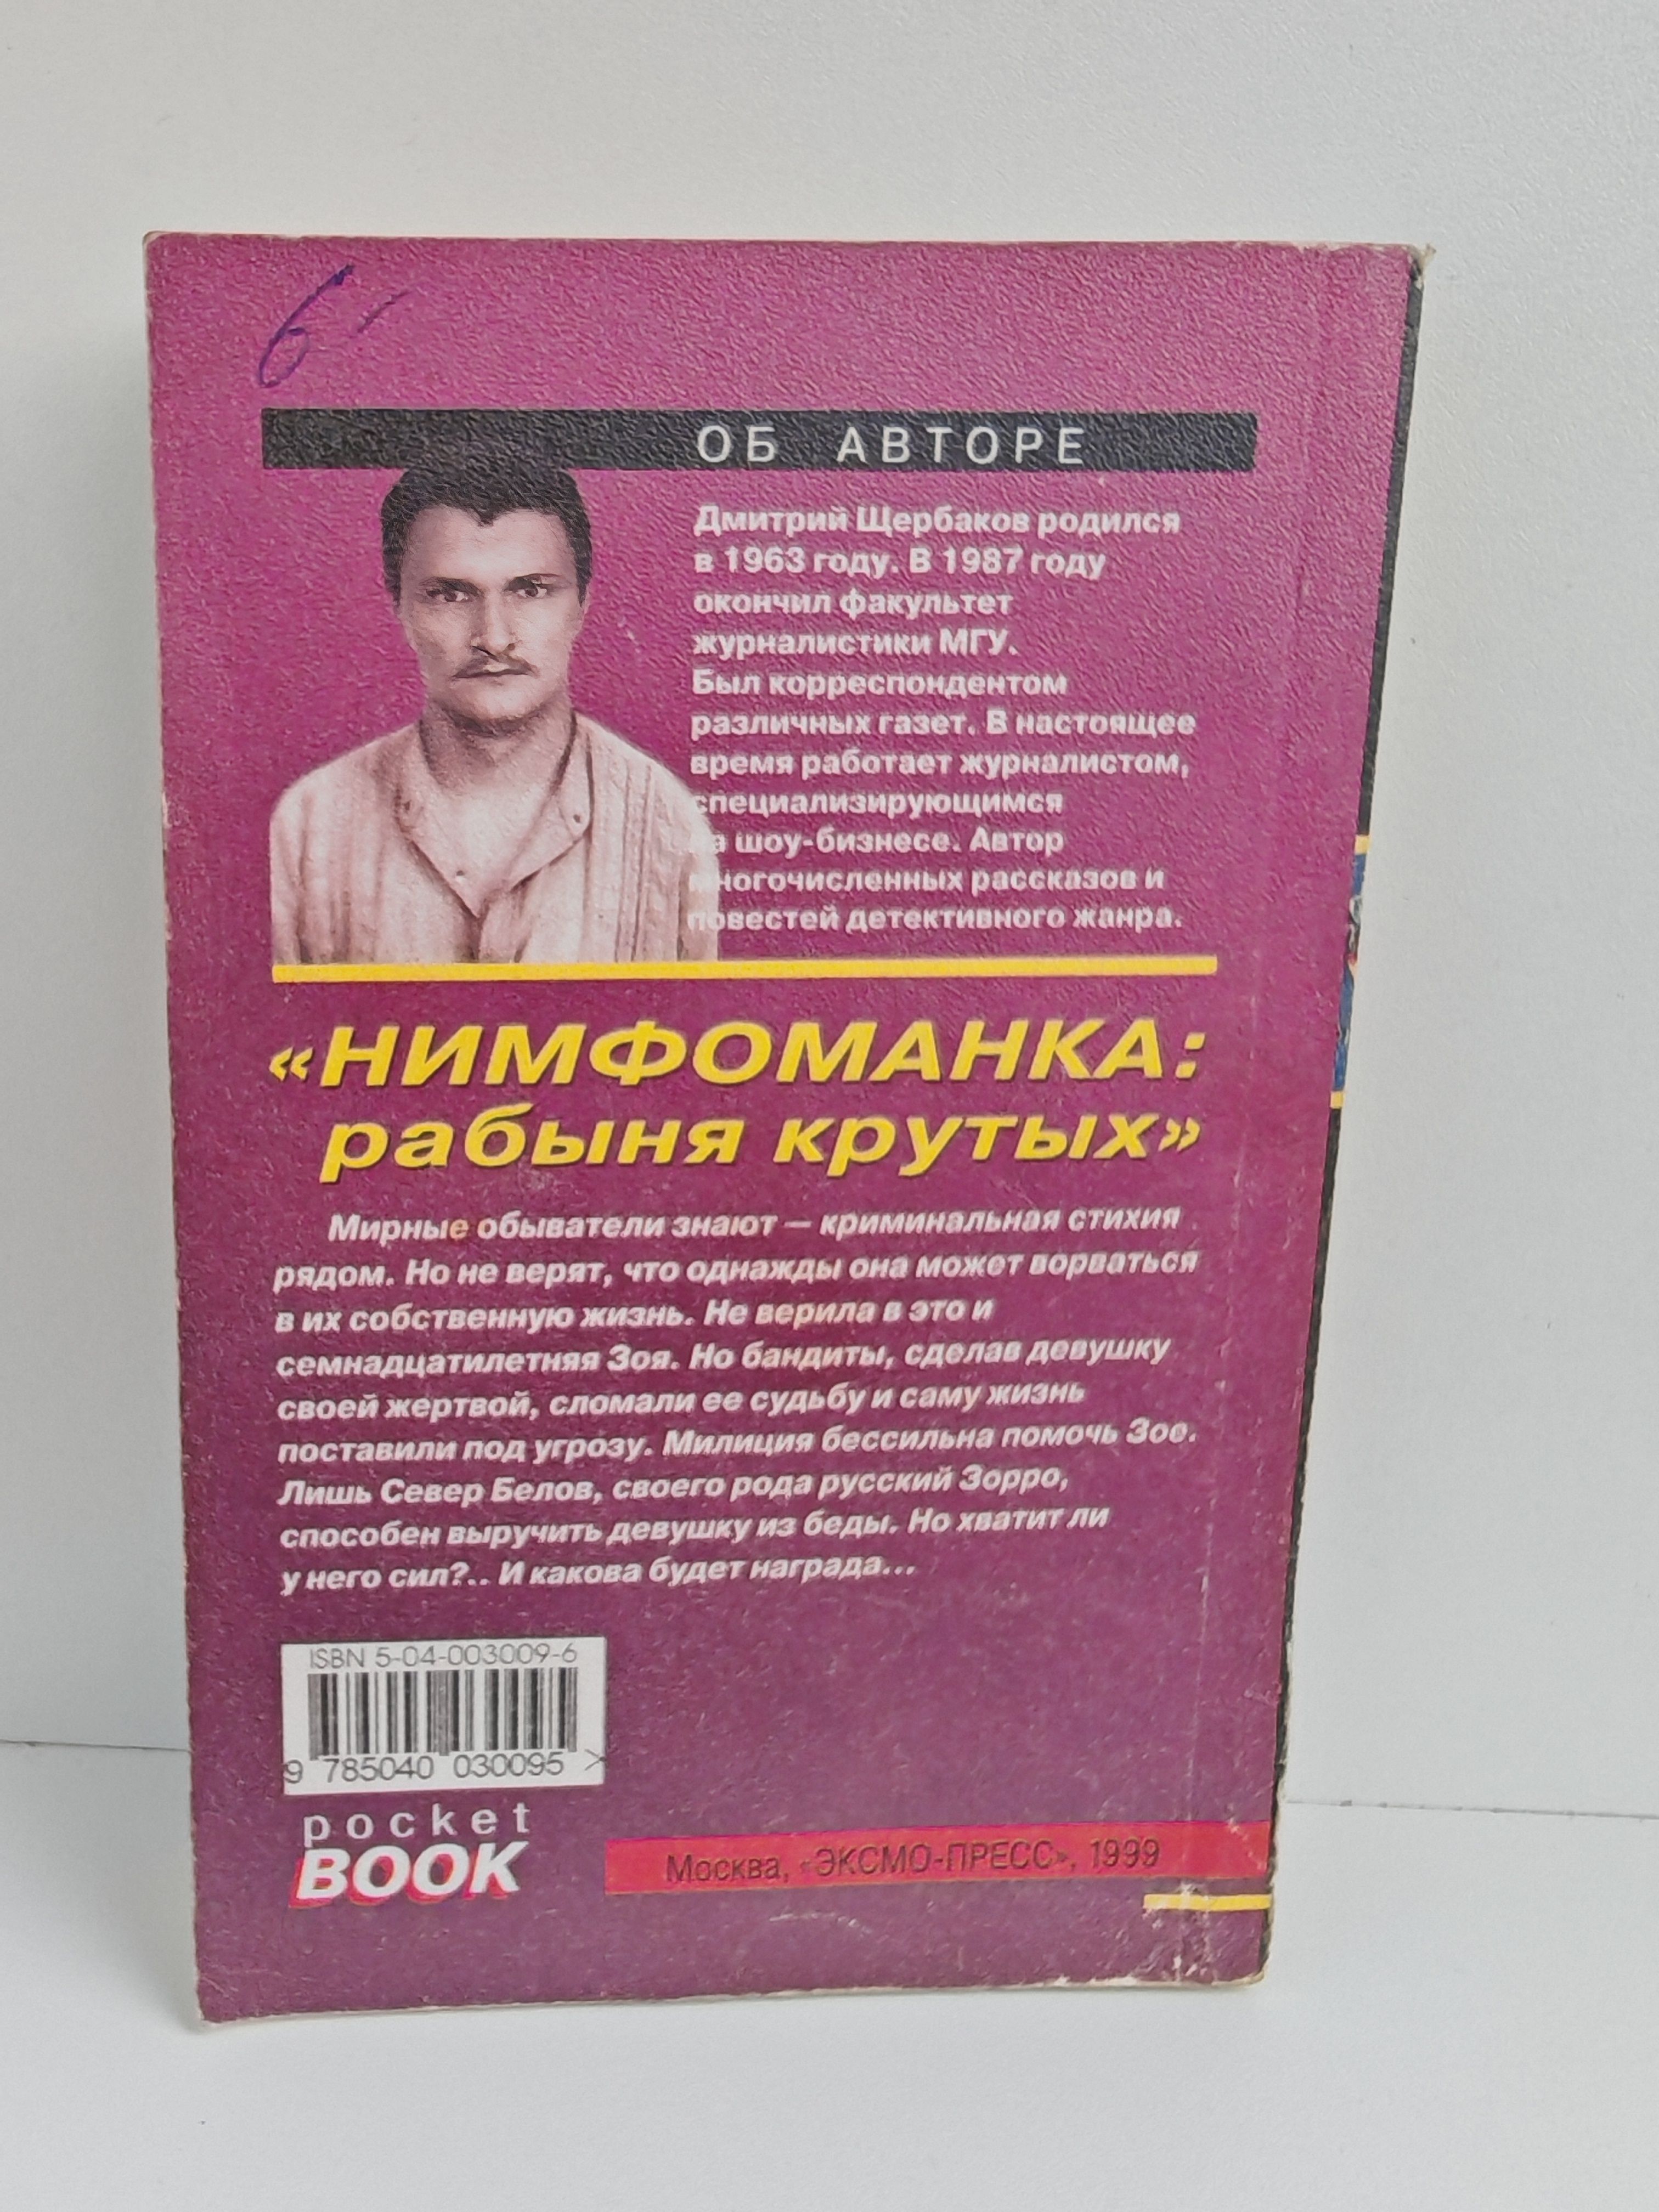 6-
ОБ АВТОРЕ
Дмитрий Щербаков родился
в 1963 году. В 1987 году
окончил факультет
журналистики МГУ.
Был корреспондентом
различных газет. В настоящее
время работает журналистом,
специализирующимся
на шоу-бизнесе. Автор
многочисленных рассказов и
повестей детективного жанра.
«НИМФОМАНКА:
рабыня крутых»
Мирные обыватели знают — криминальная стихия
рядом. Но не верят, что однажды она может ворваться
в их собственную жизнь. Не верила в это и
семнадцатилетняя Зоя. Но бандиты, сделав девушку
своей жертвой, сломали ее судьбу и саму жизнь
поставили под угрозу. Милиция бессильна помочь Зое.
Лишь Север Белов, своего рода русский Зорро,
способен выручить девушку из беды. Но хватит ли
у него сил?.. И какова будет награда...
ISBN 5-04-003009-6
9 785040 030095 >
pocket
BOOK
Москва, «ЭКСМО-ПРЕСС», 1999